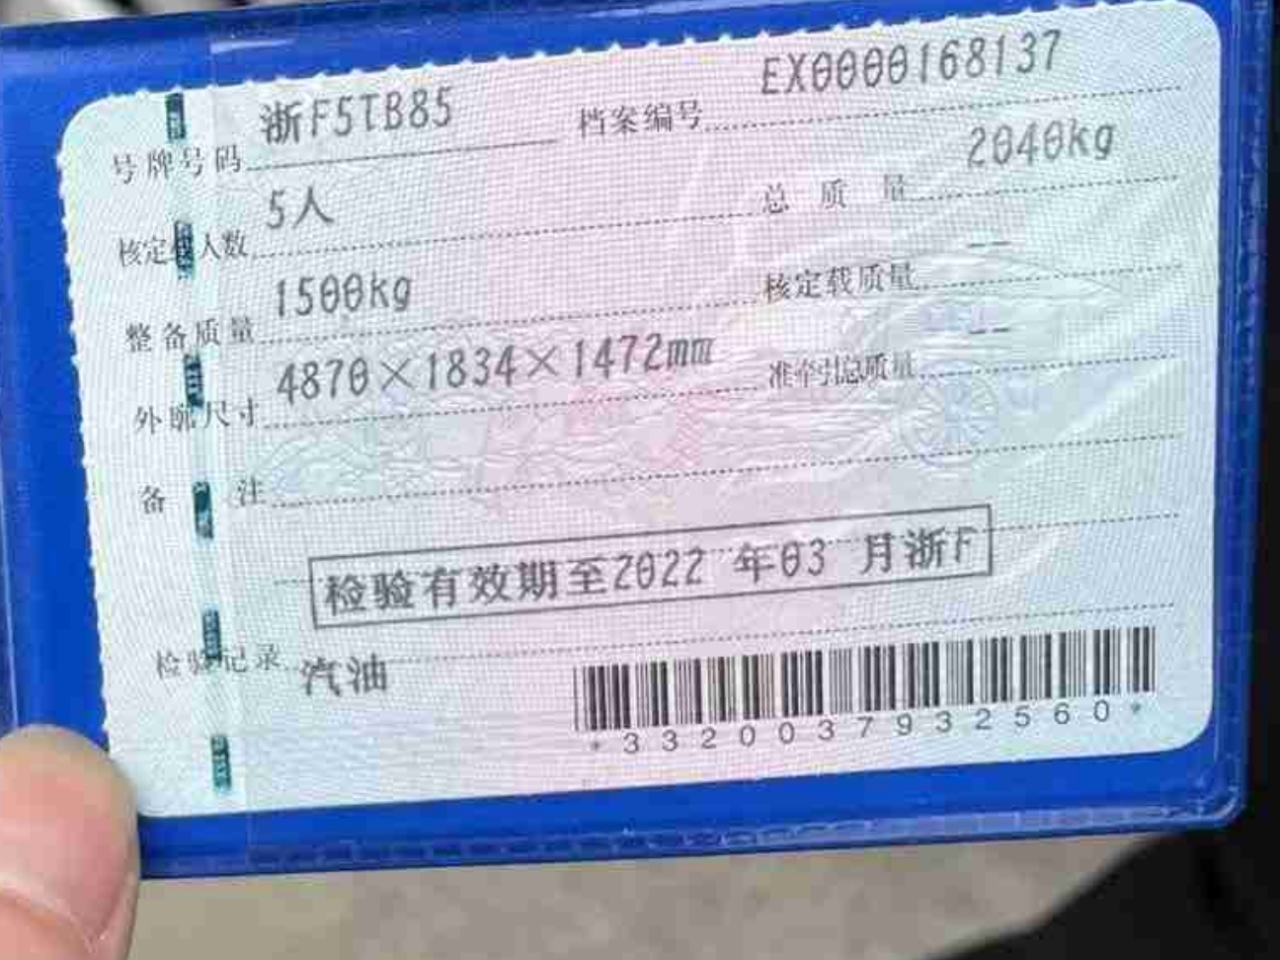 号牌号码 浙F5TB85 档案编号 EX0000168137
核定载人数 5人 总质量 2040kg
整备质量 1500kg 核定载质量 --
外廓尺寸 4870×1834×1472mm 准牵引总质量 --
备注
检验有效期至2022 年03 月浙F
检验记录 汽油
*3320037932560*